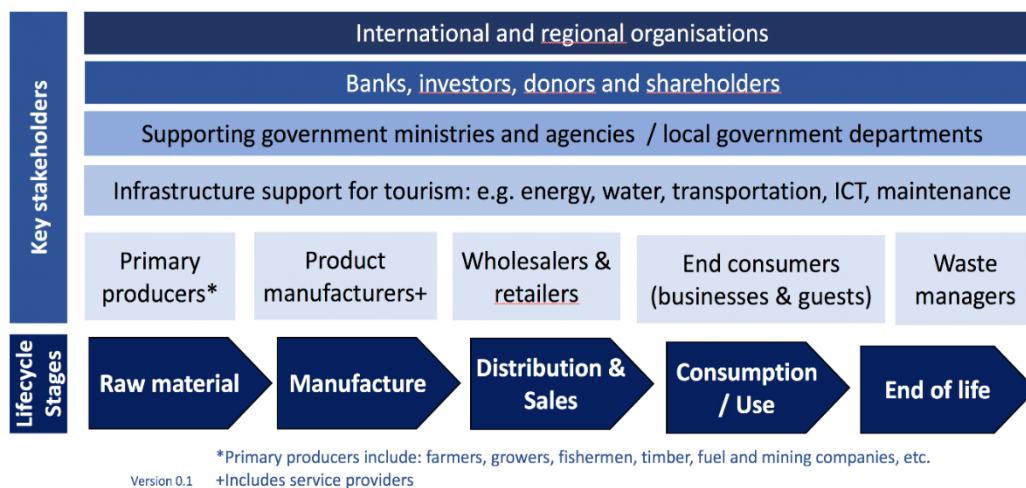 Key stakeholders
International and regional organisations
Banks, investors, donors and shareholders
Supporting government ministries and agencies / local government departments
Infrastructure support for tourism: e.g. energy, water, transportation, ICT, maintenance
Primary
producers*
Product
manufacturers+
Wholesalers &
retailers
End consumers
(businesses & guests)
Waste
managers
Lifecycle
Stages
Raw material
Manufacture
Distribution &
Sales
Consumption
/ Use
End of life
*Primary producers include: farmers, growers, fishermen, timber, fuel and mining companies, etc.
Version 0.1
+Includes service providers